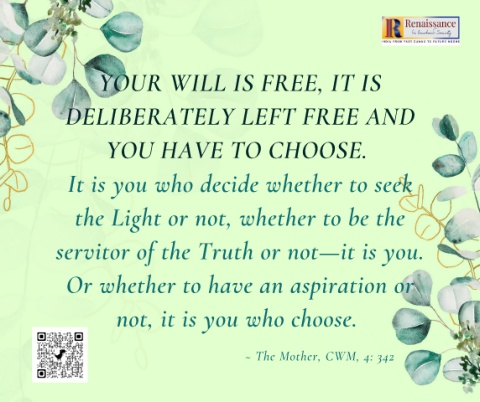 Renaissance
Sri Aurobindo Society
YOUR WILL IS FREE, IT IS
DELIBERATELY LEFT FREE AND
YOU HAVE TO CHOOSE.
It is you who decide whether to seek
the Light or not, whether to be the
servitor of the Truth or not—it is you.
Or whether to have an aspiration or
not, it is you who choose.
~ The Mother, CWM, 4: 342